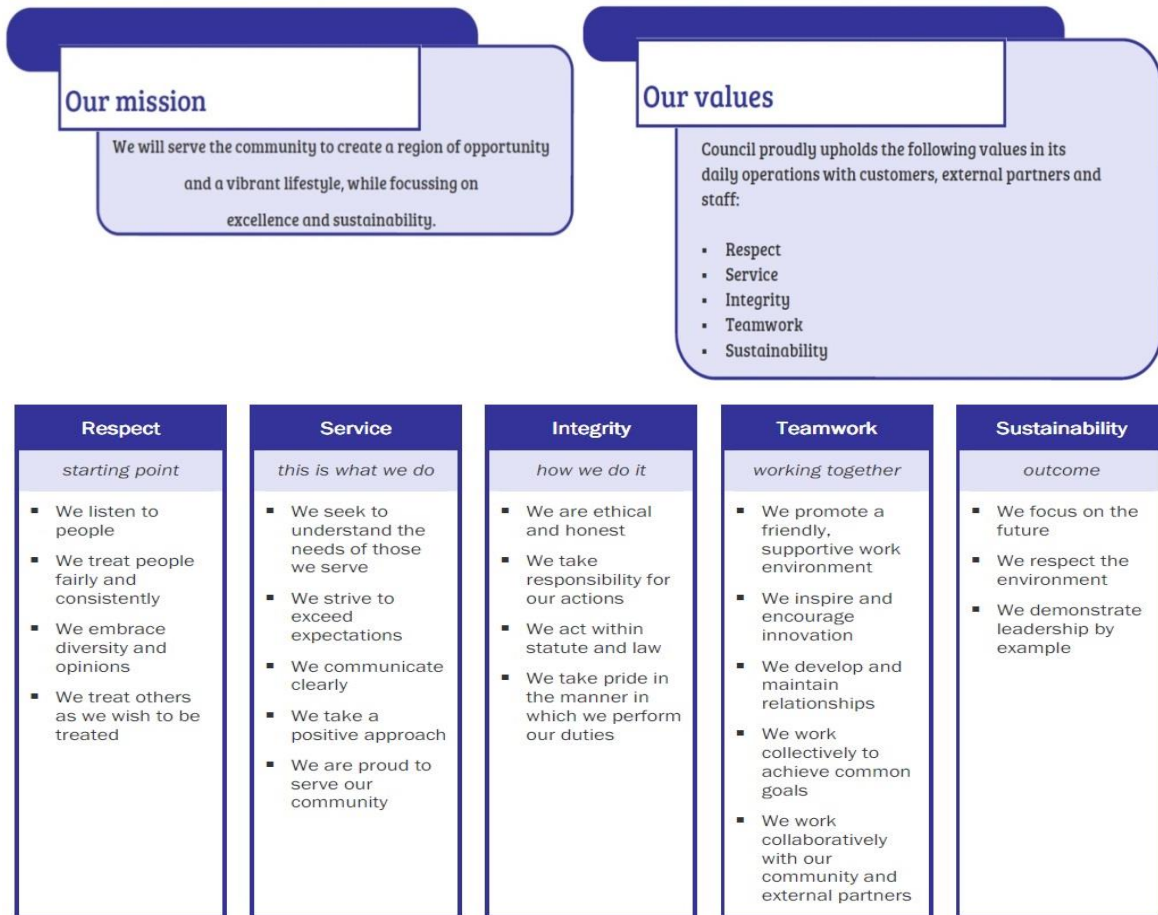 Our mission
We will serve the community to create a region of opportunity
and a vibrant lifestyle, while focussing on
excellence and sustainability.
Our values
Council proudly upholds the following values in its
daily operations with customers, external partners and
staff:
▪ Respect
▪ Service
▪ Integrity
▪ Teamwork
▪ Sustainability
Respect
starting point
▪ We listen to
people
▪ We treat people
fairly and
consistently
▪ We embrace
diversity and
opinions
▪ We treat others
as we wish to be
treated
Service
this is what we do
▪ We seek to
understand the
needs of those
we serve
▪ We strive to
exceed
expectations
▪ We communicate
clearly
▪ We take a
positive approach
▪ We are proud to
serve our
community
Integrity
how we do it
▪ We are ethical
and honest
▪ We take
responsibility for
our actions
▪ We act within
statute and law
▪ We take pride in
the manner in
which we perform
our duties
Teamwork
working together
▪ We promote a
friendly,
supportive work
environment
▪ We inspire and
encourage
innovation
▪ We develop and
maintain
relationships
▪ We work
collectively to
achieve common
goals
▪ We work
collaboratively
with our
community and
external partners
Sustainability
outcome
▪ We focus on the
future
▪ We respect the
environment
▪ We demonstrate
leadership by
example